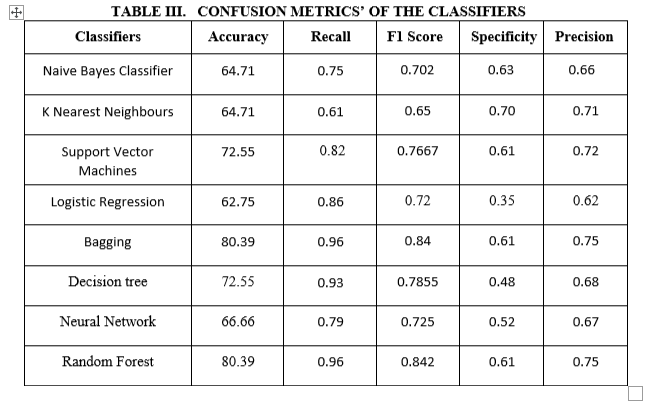 TABLE III. CONFUSION METRICS' OF THE CLASSIFIERS
Classifiers Accuracy Recall F1 Score Specificity Precision
Naive Bayes Classifier 64.71 0.75 0.702 0.63 0.66
K Nearest Neighbours 64.71 0.61 0.65 0.70 0.71
Support Vector Machines 72.55 0.82 0.7667 0.61 0.72
Logistic Regression 62.75 0.86 0.72 0.35 0.62
Bagging 80.39 0.96 0.84 0.61 0.75
Decision tree 72.55 0.93 0.7855 0.48 0.68
Neural Network 66.66 0.79 0.725 0.52 0.67
Random Forest 80.39 0.96 0.842 0.61 0.75